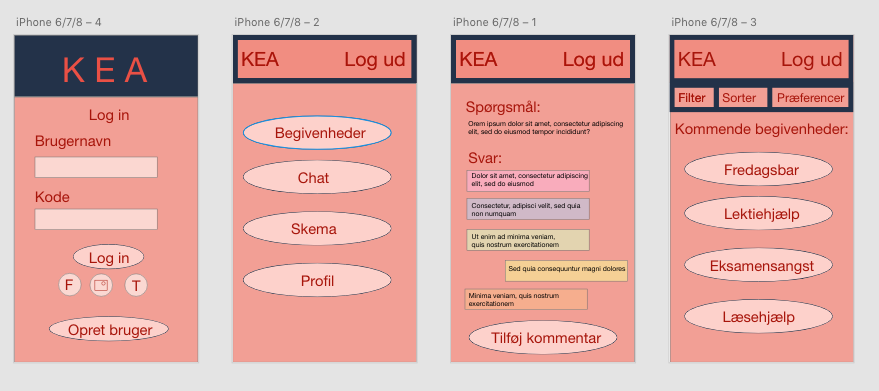 iPhone 6/7/8 – 4
KEA
Log in
Brugernavn
Kode
Log in
F
T
Opret bruger
iPhone 6/7/8 – 2
KEA Log ud
Begivenheder
Chat
Skema
Profil
iPhone 6/7/8 – 1
KEA Log ud
Spørgsmål:
Orem ipsum dolor sit amet, consectetur adipiscing
elit, sed do eiusmod tempor incididunt?
Svar:
Dolor sit amet, consectetur adipiscing
elit, sed do eiusmod
Consectetur, adipisci velit, sed quia
non numquam
Ut enim ad minima veniam,
quis nostrum exercitationem
Sed quia consequuntur magni dolores
Minima veniam, quis nostrum
exercitationem
Tilføj kommentar
iPhone 6/7/8 – 3
KEA Log ud
Filter Sorter Præferencer
Kommende begivenheder:
Fredagsbar
Lektiehjælp
Eksamensangst
Læsehjælp